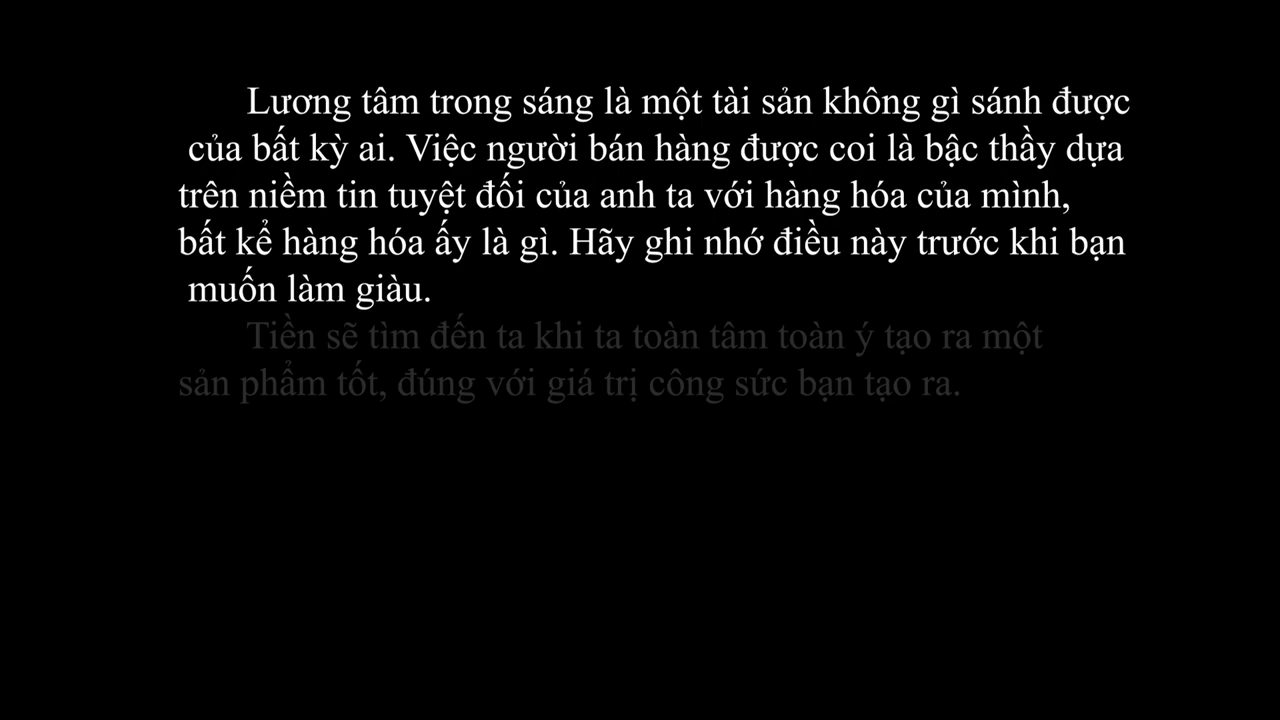 Lương tâm trong sáng là một tài sản không gì sánh được
của bất kỳ ai. Việc người bán hàng được coi là bậc thầy dựa
trên niềm tin tuyệt đối của anh ta với hàng hóa của mình,
bất kể hàng hóa ấy là gì. Hãy ghi nhớ điều này trước khi bạn
muốn làm giàu.
Tiền sẽ tìm đến ta khi ta toàn tâm toàn ý tạo ra một
sản phẩm tốt, đúng với giá trị công sức bạn tạo ra.